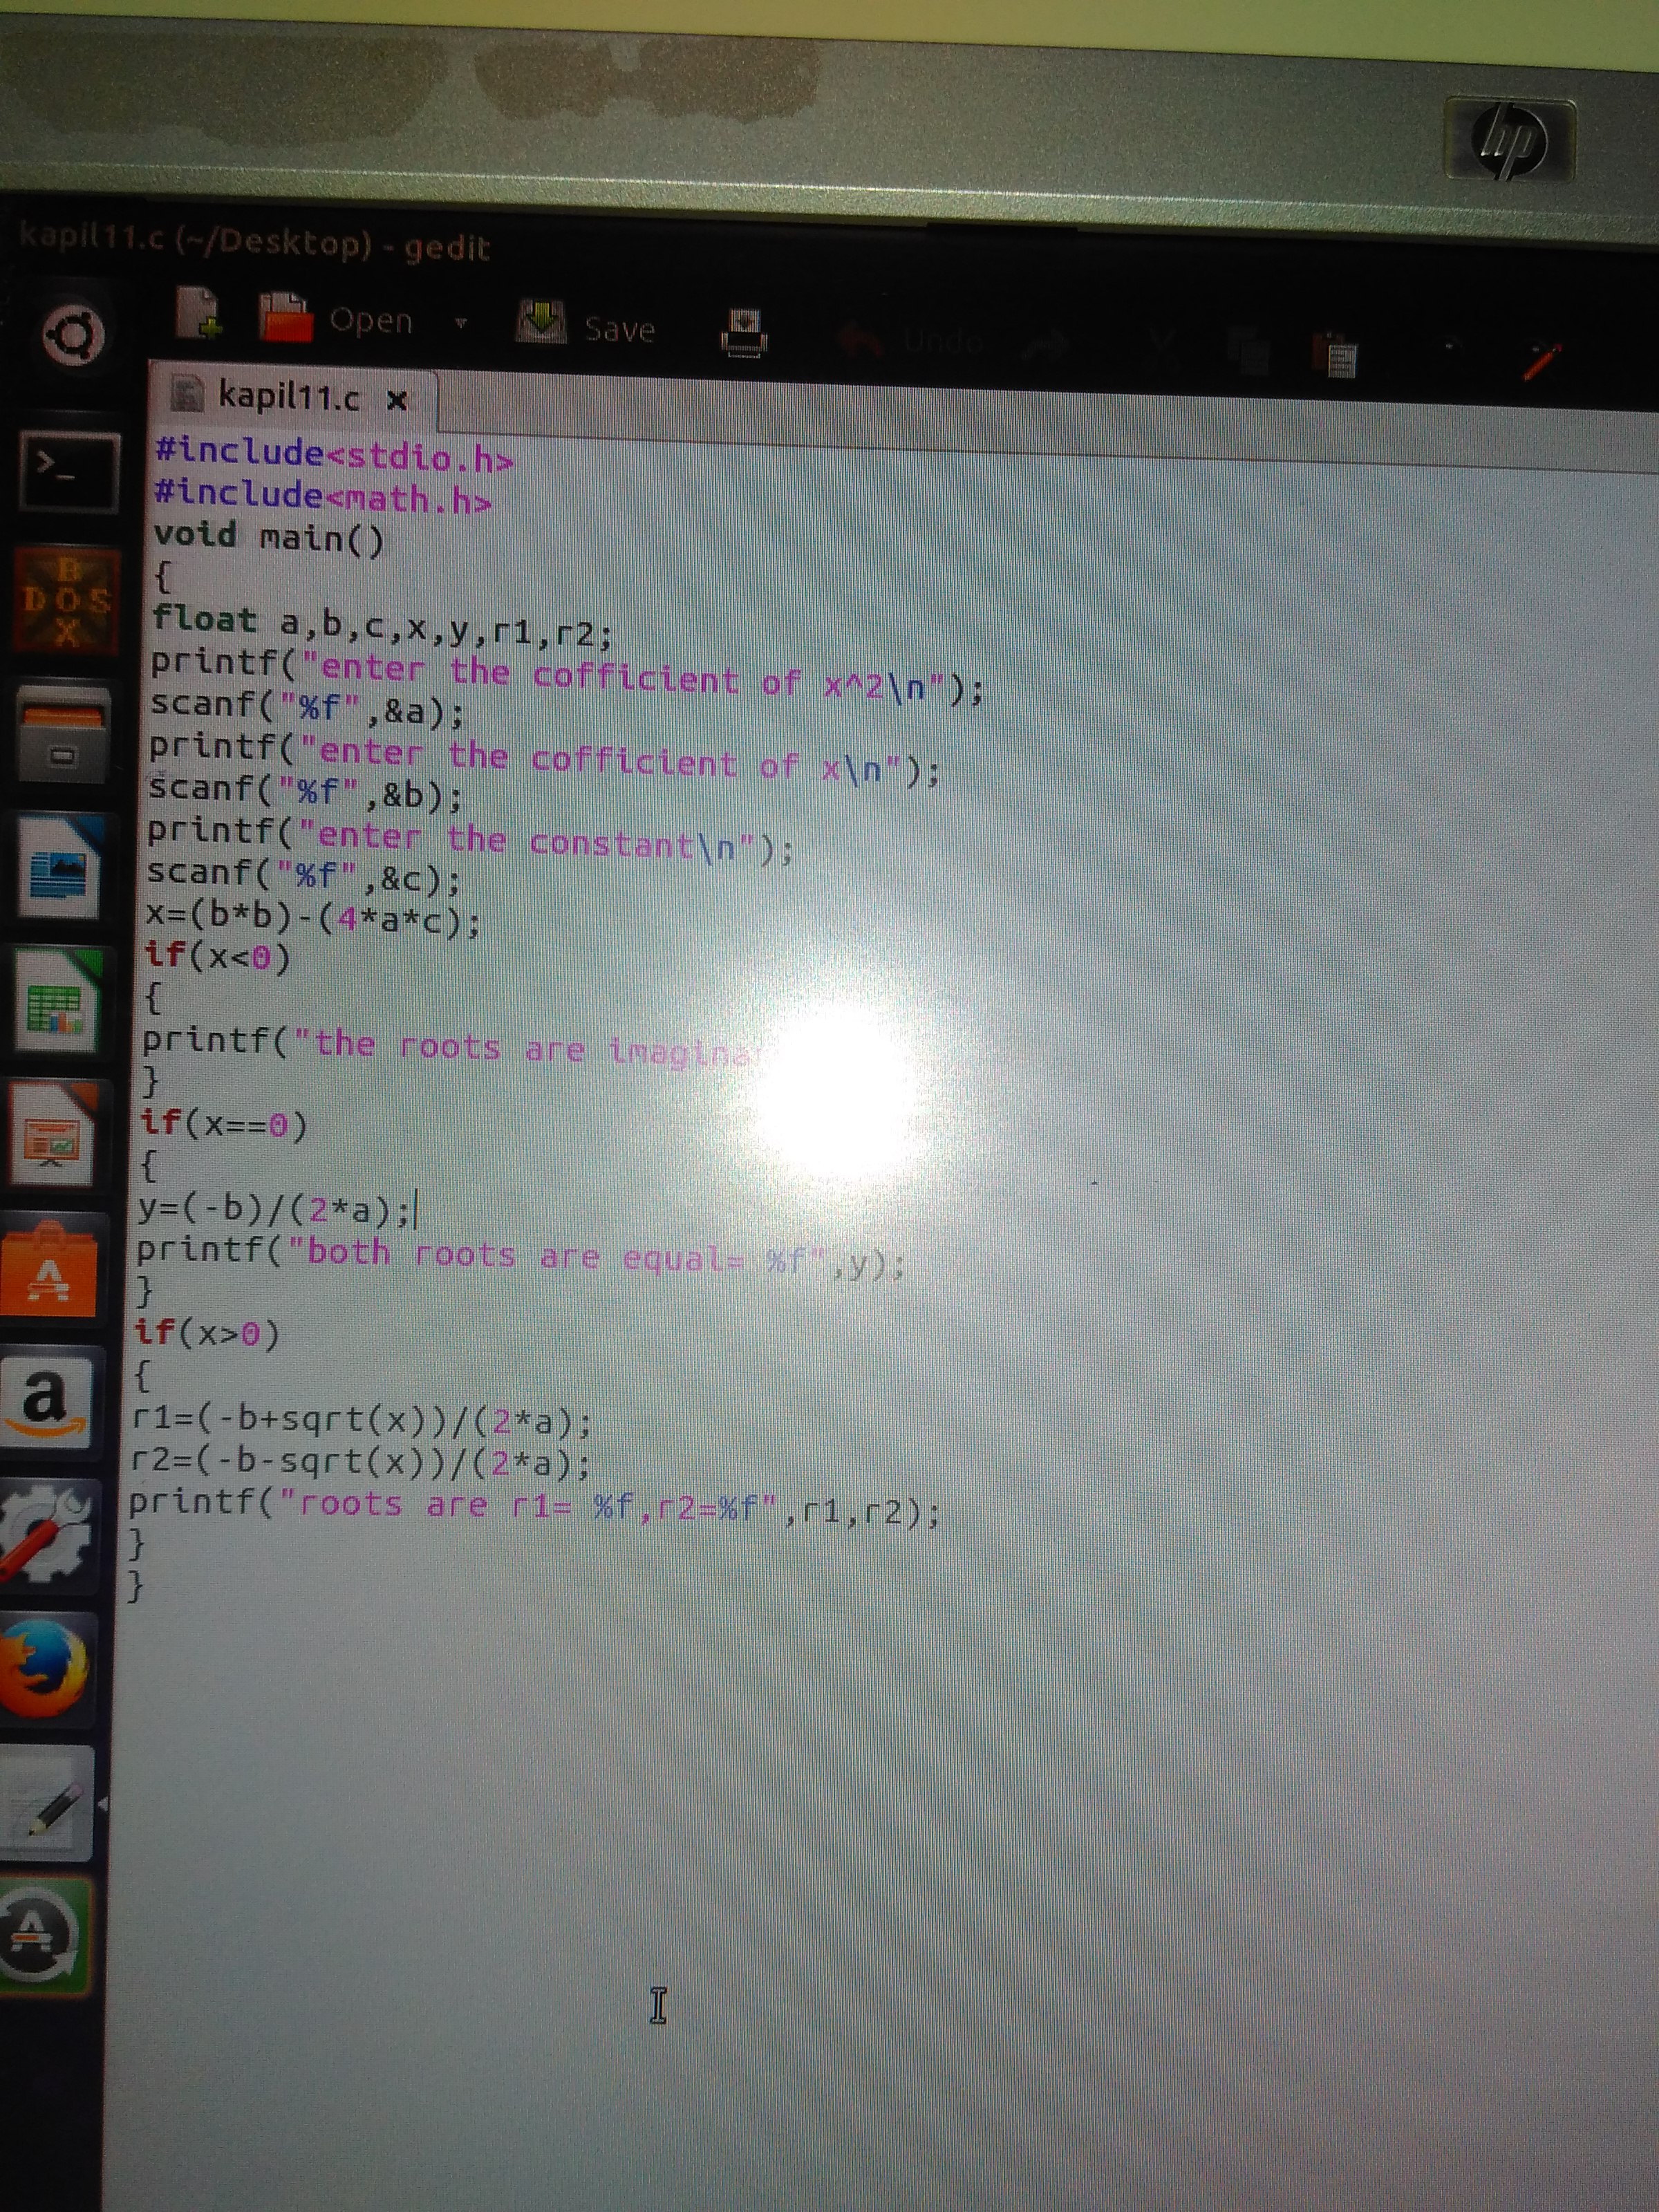 hp
kapil11.c (~/Desktop) - gedit
Open Save Undo
kapil11.c x
#include<stdio.h>
#include<math.h>
void main()
{
float a,b,c,x,y,r1,r2;
printf("enter the cofficient of x^2\n");
scanf("%f",&a);
printf("enter the cofficient of x\n");
scanf("%f",&b);
printf("enter the constant\n");
scanf("%f",&c);
x=(b*b)-(4*a*c);
if(x<0)
{
printf("the roots are
}
if(x==0)
{
y=(-b)/(2*a);
printf("both roots are equal= %f",y);
}
if(x>0)
{
r1=(-b+sqrt(x))/(2*a);
r2=(-b-sqrt(x))/(2*a);
printf("roots are r1= %f,r2=%f",r1,r2);
}
}
>_
B
DOS
X
A
a
A